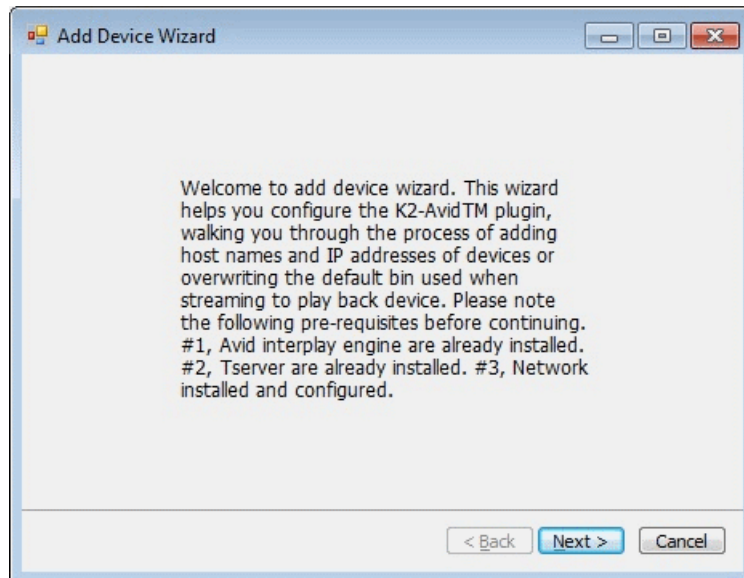 Add Device Wizard
Welcome to add device wizard. This wizard
helps you configure the K2-AvidTM plugin,
walking you through the process of adding
host names and IP addresses of devices or
overwriting the default bin used when
streaming to play back device. Please note
the following pre-requisites before continuing.
#1, Avid interplay engine are already installed.
#2, Tserver are already installed. #3, Network
installed and configured.
< Back Next > Cancel